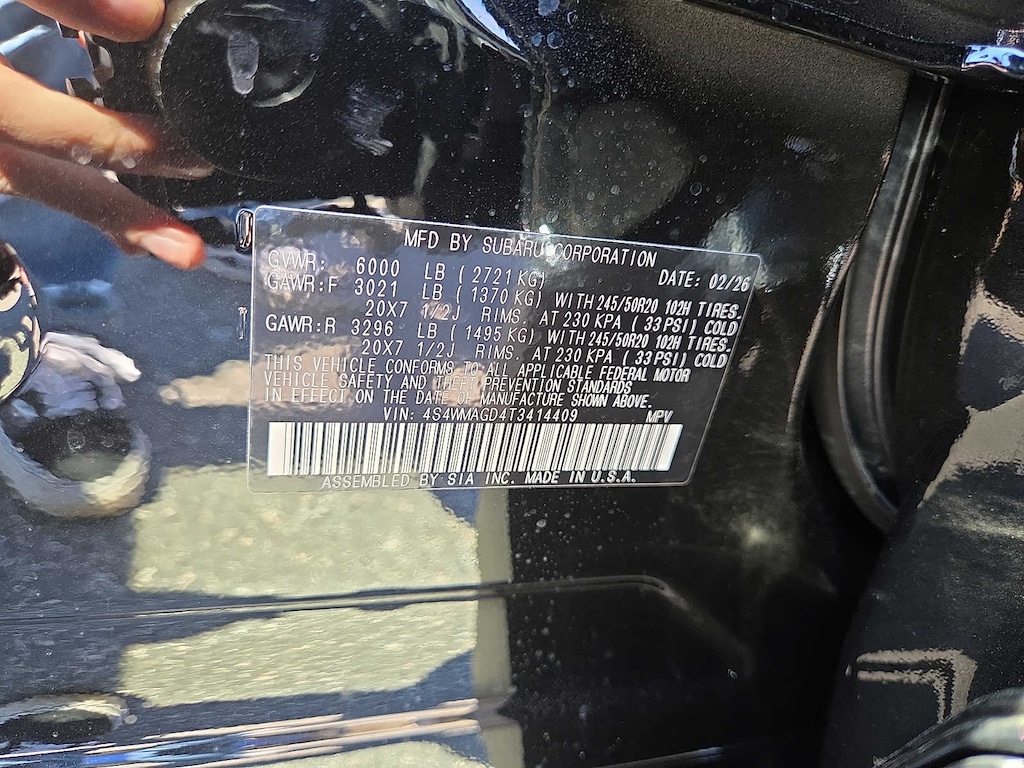 MFD BY SUBARU CORPORATION
GVWR: 6000 LB (2721 KG) DATE: 02/26
GAWR:F 3021 LB (1370 KG) WITH 245/50R20 102H TIRES.
20X7 1/2J RIMS. AT 230 KPA (33 PSI) COLD
GAWR:R 3296 LB (1495 KG) WITH 245/50R20 102H TIRES.
20X7 1/2J RIMS. AT 230 KPA (33 PSI) COLD
THIS VEHICLE CONFORMS TO ALL APPLICABLE FEDERAL MOTOR
VEHICLE SAFETY AND THEFT PREVENTION STANDARDS
IN EFFECT ON THE DATE OF MANUFACTURE SHOWN ABOVE.
VIN: 4S4WMAGD4T3414409 MPV
ASSEMBLED BY SIA INC. MADE IN U.S.A.